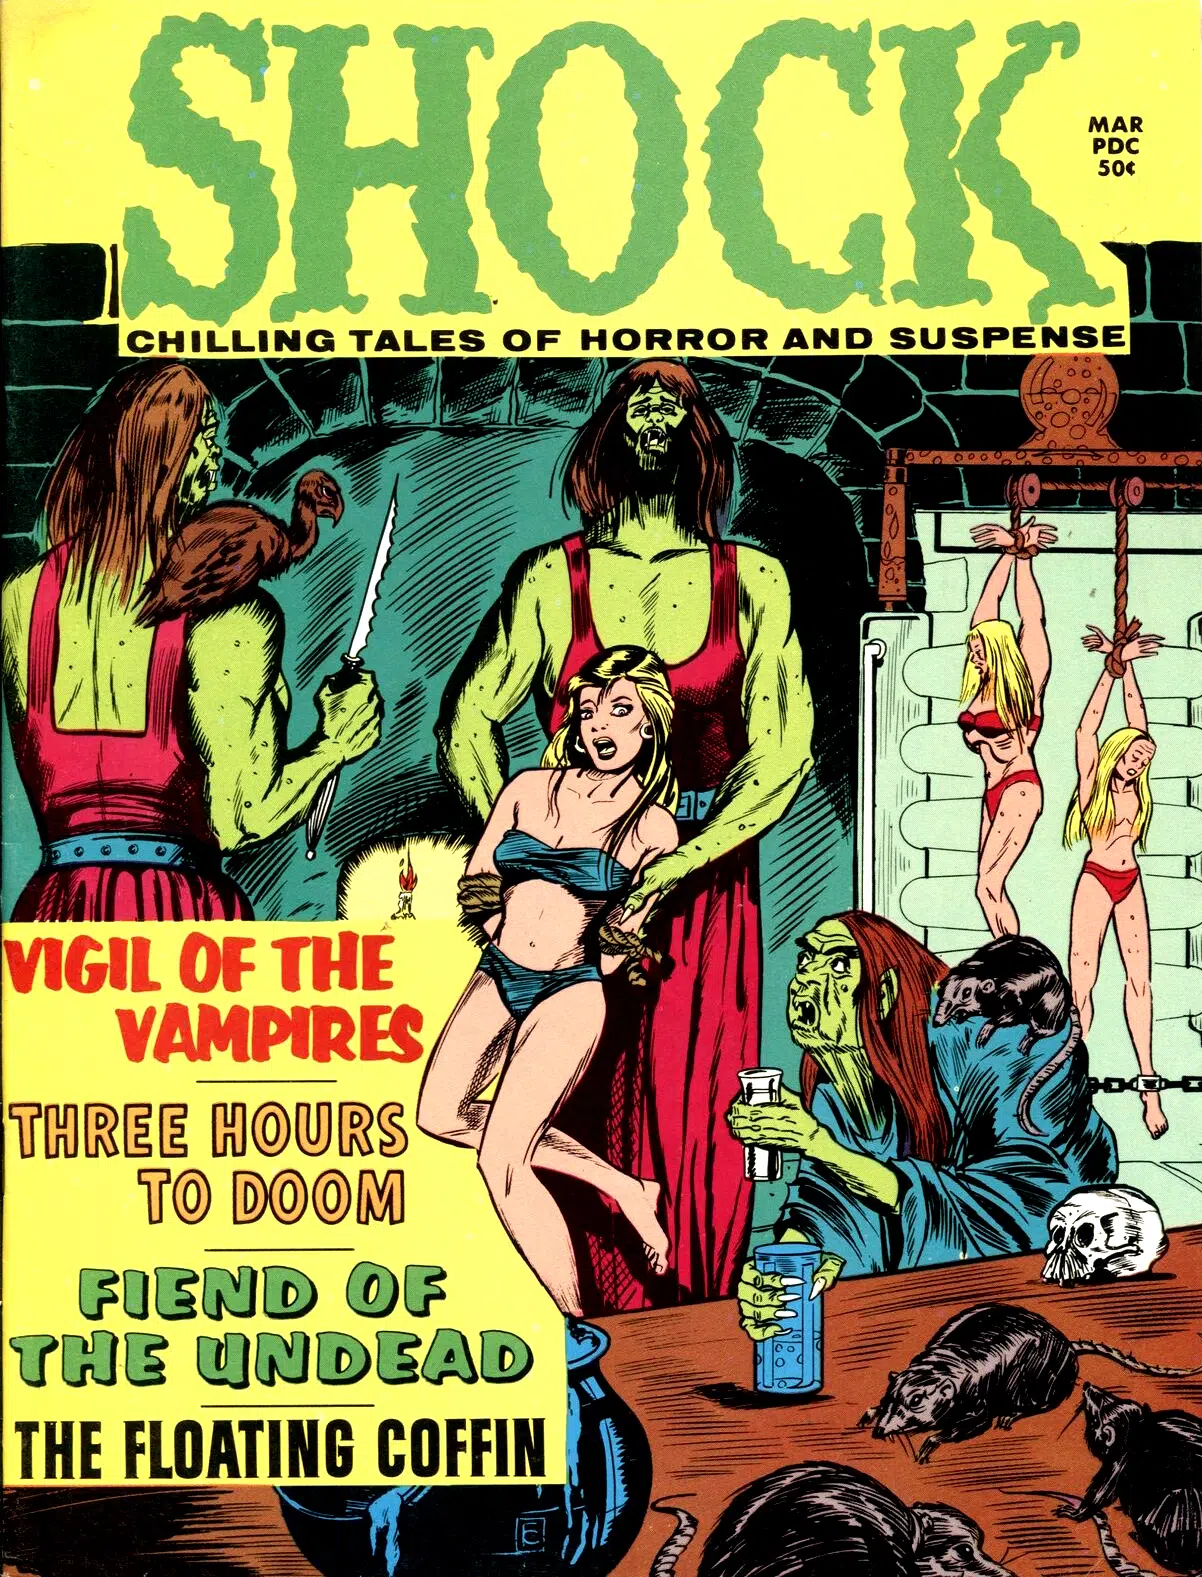 SHOCK
MAR
PDC
50¢
CHILLING TALES OF HORROR AND SUSPENSE
VIGIL OF THE
VAMPIRES
THREE HOURS
TO DOOM
FIEND OF
THE UNDEAD
THE FLOATING COFFIN